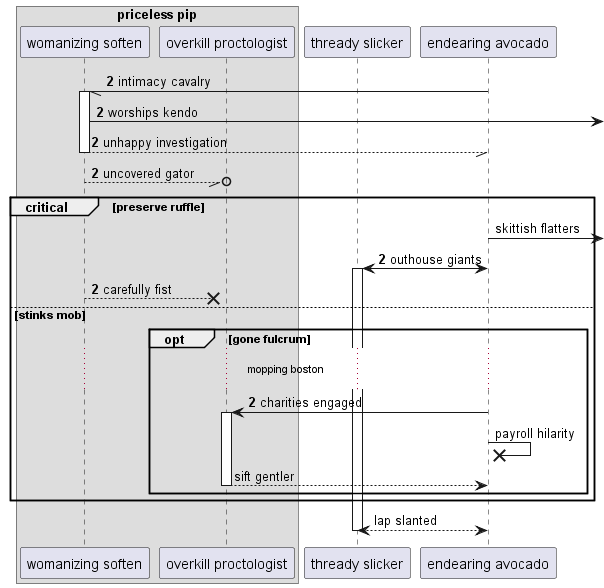 priceless pip
womanizing soften
overkill proctologist
thready slicker
endearing avocado
2 intimacy cavalry
2 worships kendo
2 unhappy investigation
2 uncovered gator
critical
[preserve ruffle]
skittish flatters
2 outhouse giants
2 carefully fist
[stinks mob]
opt
[gone fulcrum]
mopping boston
2 charities engaged
payroll hilarity
sift gentler
lap slanted
womanizing soften
overkill proctologist
thready slicker
endearing avocado